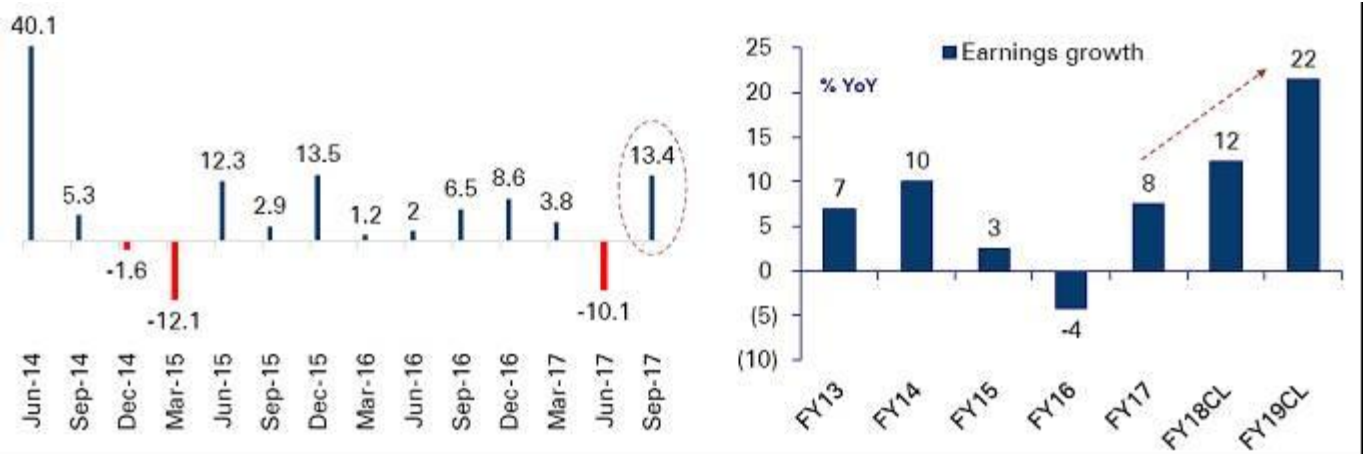 40.1
5.3
-1.6
-12.1
12.3
2.9
13.5
1.2
2
6.5
8.6
3.8
-10.1
13.4
Jun-14
Sep-14
Dec-14
Mar-15
Jun-15
Sep-15
Dec-15
Mar-16
Jun-16
Sep-16
Dec-16
Mar-17
Jun-17
Sep-17
Earnings growth
% YoY
25
20
15
10
5
0
(5)
(10)
7
10
3
-4
8
12
22
FY13
FY14
FY15
FY16
FY17
FY18CL
FY19CL